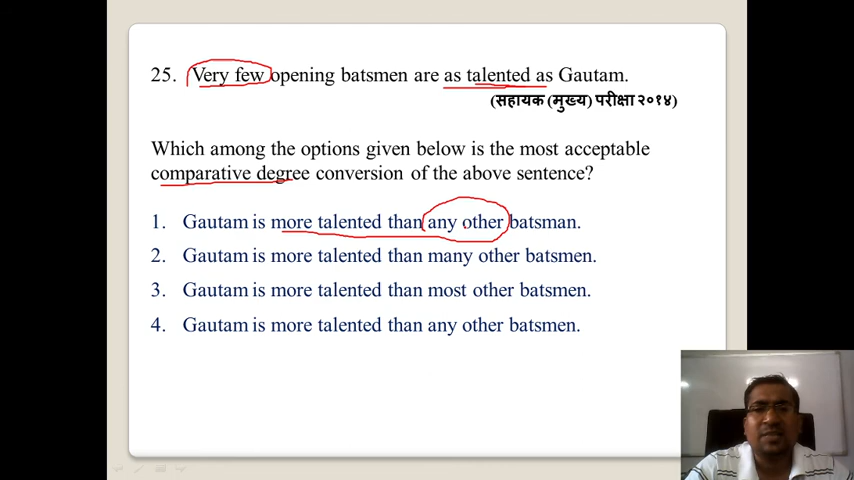 25. Very few opening batsmen are as talented as Gautam.
(सहायक (मुख्य) परीक्षा २०१४)
Which among the options given below is the most acceptable
comparative degree conversion of the above sentence?
1. Gautam is more talented than any other batsman.
2. Gautam is more talented than many other batsmen.
3. Gautam is more talented than most other batsmen.
4. Gautam is more talented than any other batsmen.